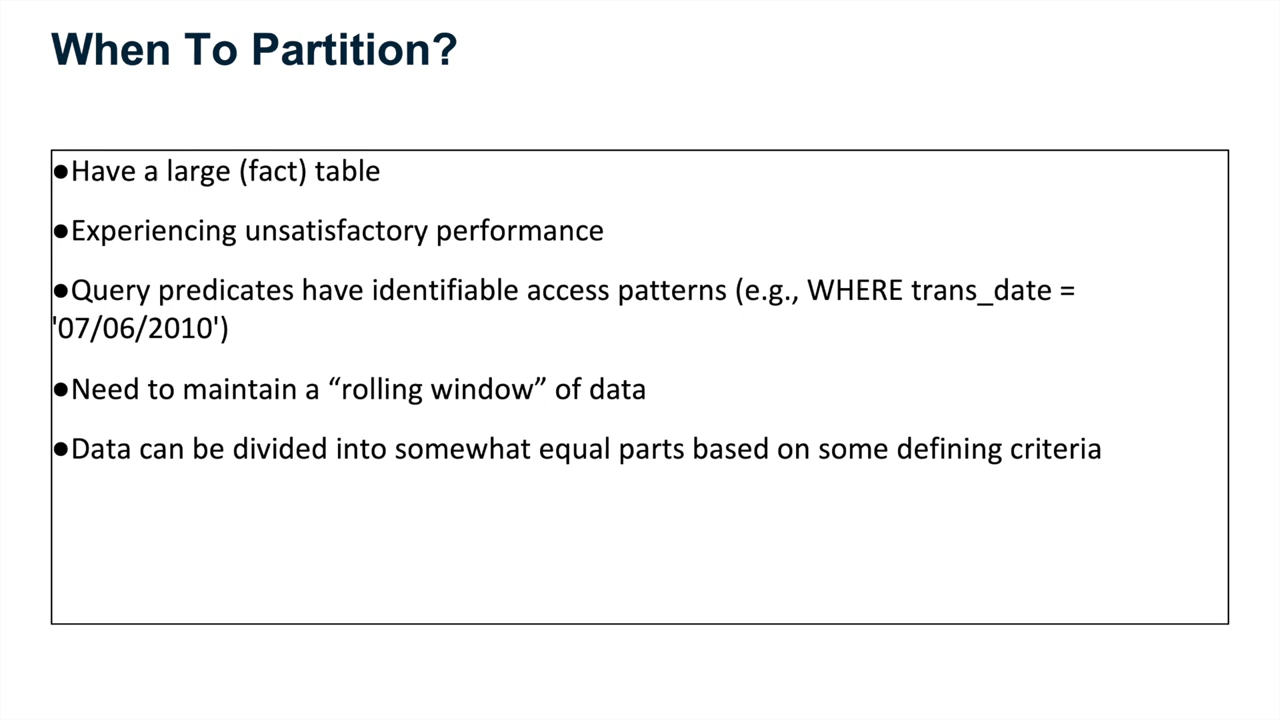 When To Partition?
●Have a large (fact) table
●Experiencing unsatisfactory performance
●Query predicates have identifiable access patterns (e.g., WHERE trans_date =
'07/06/2010')
●Need to maintain a “rolling window” of data
●Data can be divided into somewhat equal parts based on some defining criteria